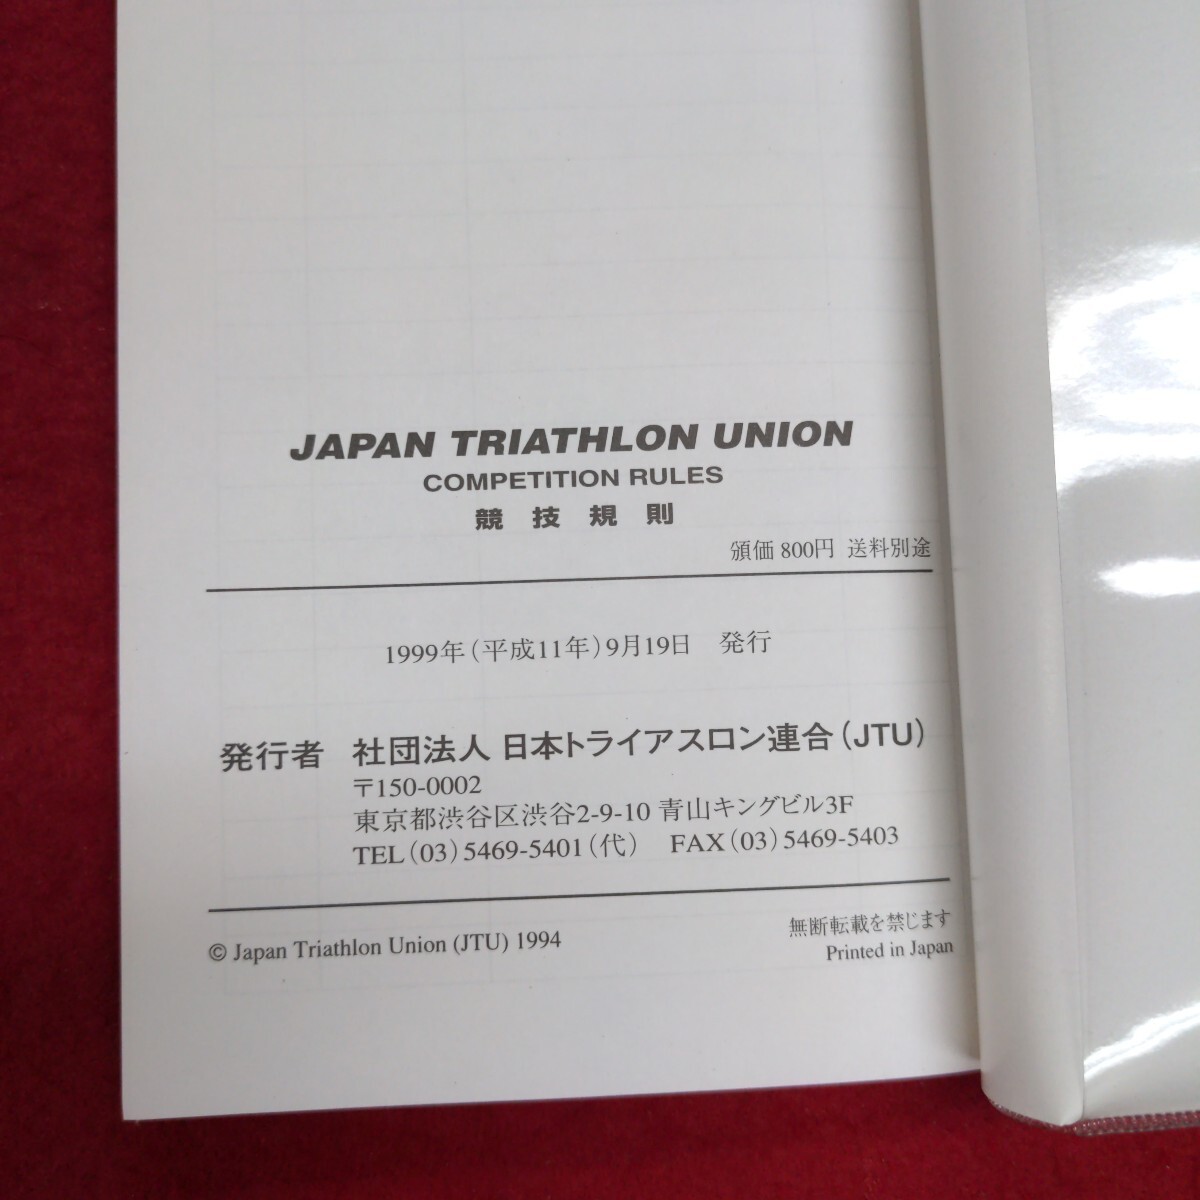 JAPAN TRIATHLON UNION
COMPETITION RULES
競技規則
頒価 800円 送料別途
1999年(平成11年)9月19日 発行
発行者 社団法人 日本トライアスロン連合(JTU)
〒150-0002
東京都渋谷区渋谷2-9-10 青山キングビル3F
TEL(03)5469-5401(代) FAX(03)5469-5403
無断転載を禁じます
© Japan Triathlon Union (JTU) 1994
Printed in Japan